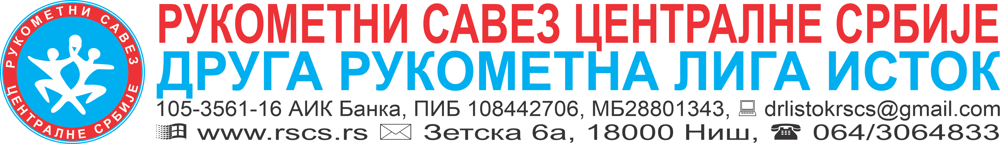 РУКОМЕТНИ САВЕЗ
ЦЕНТРАЛНЕ СРБИЈЕ
РУКОМЕТНИ САВЕЗ ЦЕНТРАЛНЕ СРБИЈЕ
ДРУГА РУКОМЕТНА ЛИГА ИСТОК
105-3561-16 АИК Банка, ПИБ 108442706, МБ28801343, drlistokrscs@gmail.com
www.rscs.rs Зетска 6а, 18000 Ниш, 064/3064833